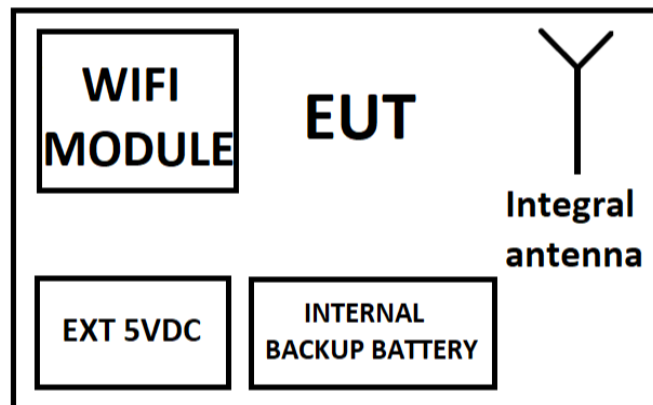 WIFI
MODULE
EUT
Integral
antenna
EXT 5VDC
INTERNAL
BACKUP BATTERY